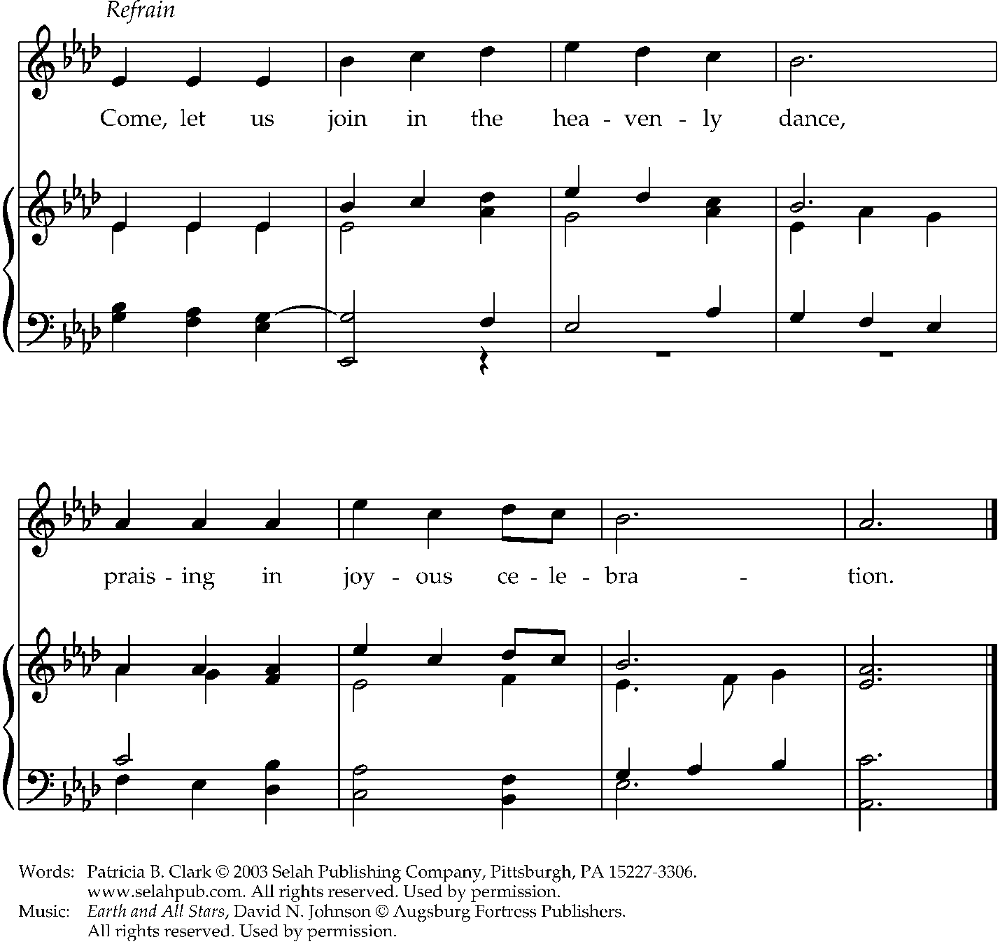 Refrain
Come, let us join in the hea - ven - ly dance,
prais - ing in joy - ous ce - le - bra - tion.
Words: Patricia B. Clark © 2003 Selah Publishing Company, Pittsburgh, PA 15227-3306.
www.selahpub.com. All rights reserved. Used by permission.
Music: Earth and All Stars, David N. Johnson © Augsburg Fortress Publishers.
All rights reserved. Used by permission.